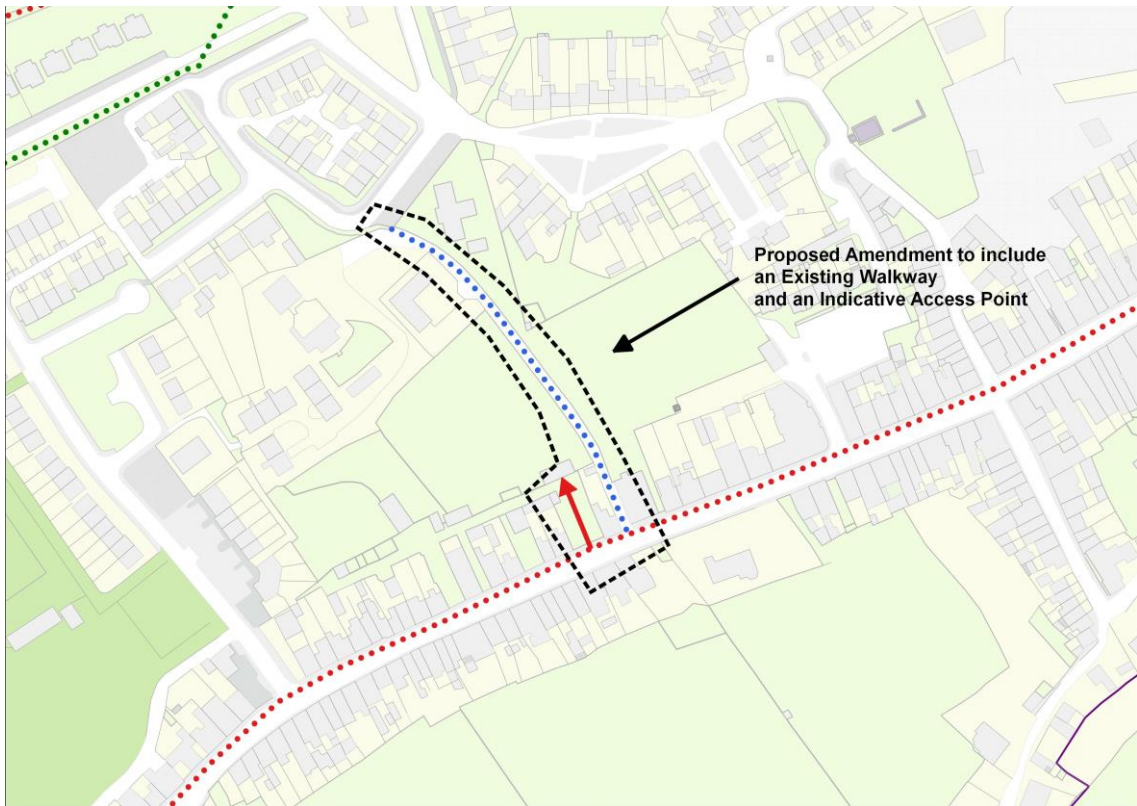 Proposed Amendment to include
an Existing Walkway
and an Indicative Access Point